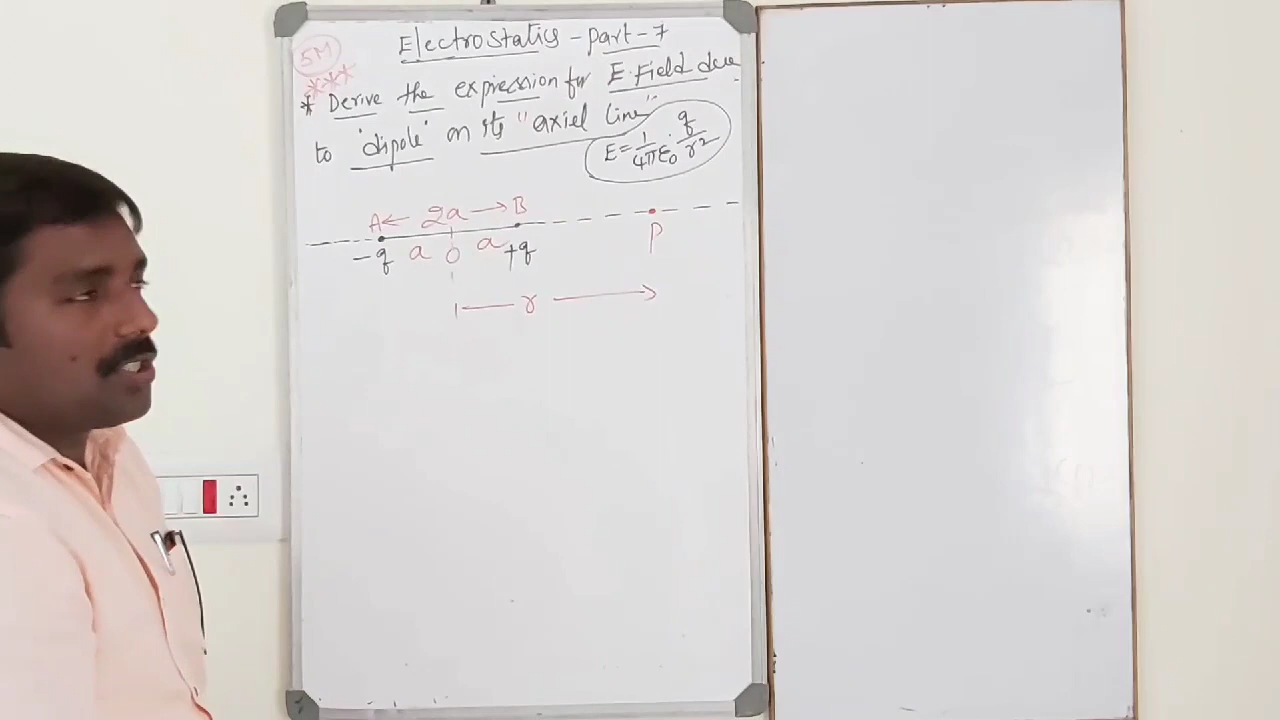 Electrostatics - part - 7
5M
* Derive the expression for E. Field due
to 'dipole' on its "axial line"
E = 1/4πε₀ . q/r²
A ← 2a → B
P
-q a O a +q
r